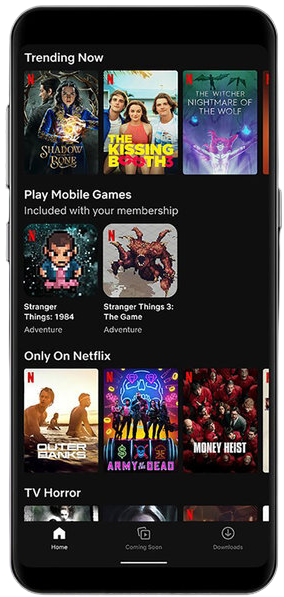 Trending Now
N
SHADOW
AND
BONE
N
THE
KISSING
BOOTH3
N
THE WITCHER
NIGHTMARE OF
THE WOLF
Play Mobile Games
Included with your membership
N
N
Stranger
Things: 1984
Stranger Things 3:
The Game
Adventure
Adventure
Only On Netflix
N
OUTER
BANKS
N
ARMY OF THE DEAD
N
MONEY HEIST
TV Horror
N
N
N
Home
Coming Soon
Downloads